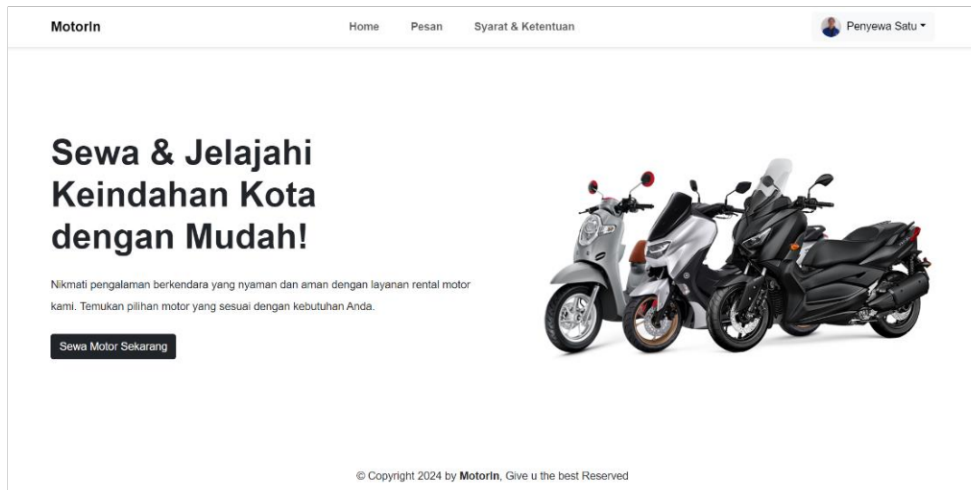 MotorIn
Home
Pesan
Syarat & Ketentuan
Penyewa Satu
Sewa & Jelajahi
Keindahan Kota
dengan Mudah!
Nikmati pengalaman berkendara yang nyaman dan aman dengan layanan rental motor
kami. Temukan pilihan motor yang sesuai dengan kebutuhan Anda.
Sewa Motor Sekarang
© Copyright 2024 by MotorIn, Give u the best Reserved